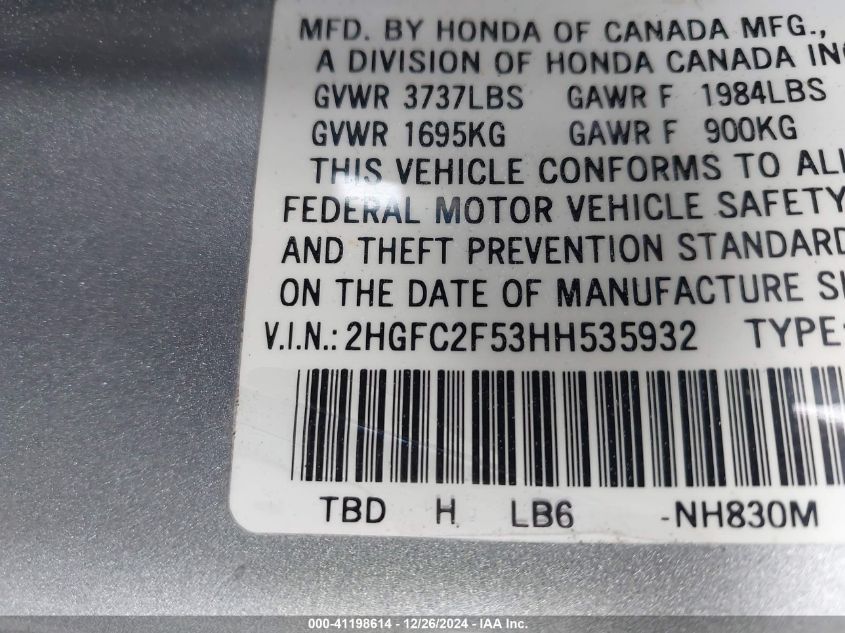 MFD. BY HONDA OF CANADA MFG.,
A DIVISION OF HONDA CANADA INC
GVWR 3737LBS GAWR F 1984LBS
GVWR 1695KG GAWR F 900KG
THIS VEHICLE CONFORMS TO ALL
FEDERAL MOTOR VEHICLE SAFETY
AND THEFT PREVENTION STANDARD
ON THE DATE OF MANUFACTURE
V.I.N.: 2HGFC2F53HH535932 TYPE:
TBD H LB6 -NH830M
000-41198614 - 12/26/2024 - IAA Inc.